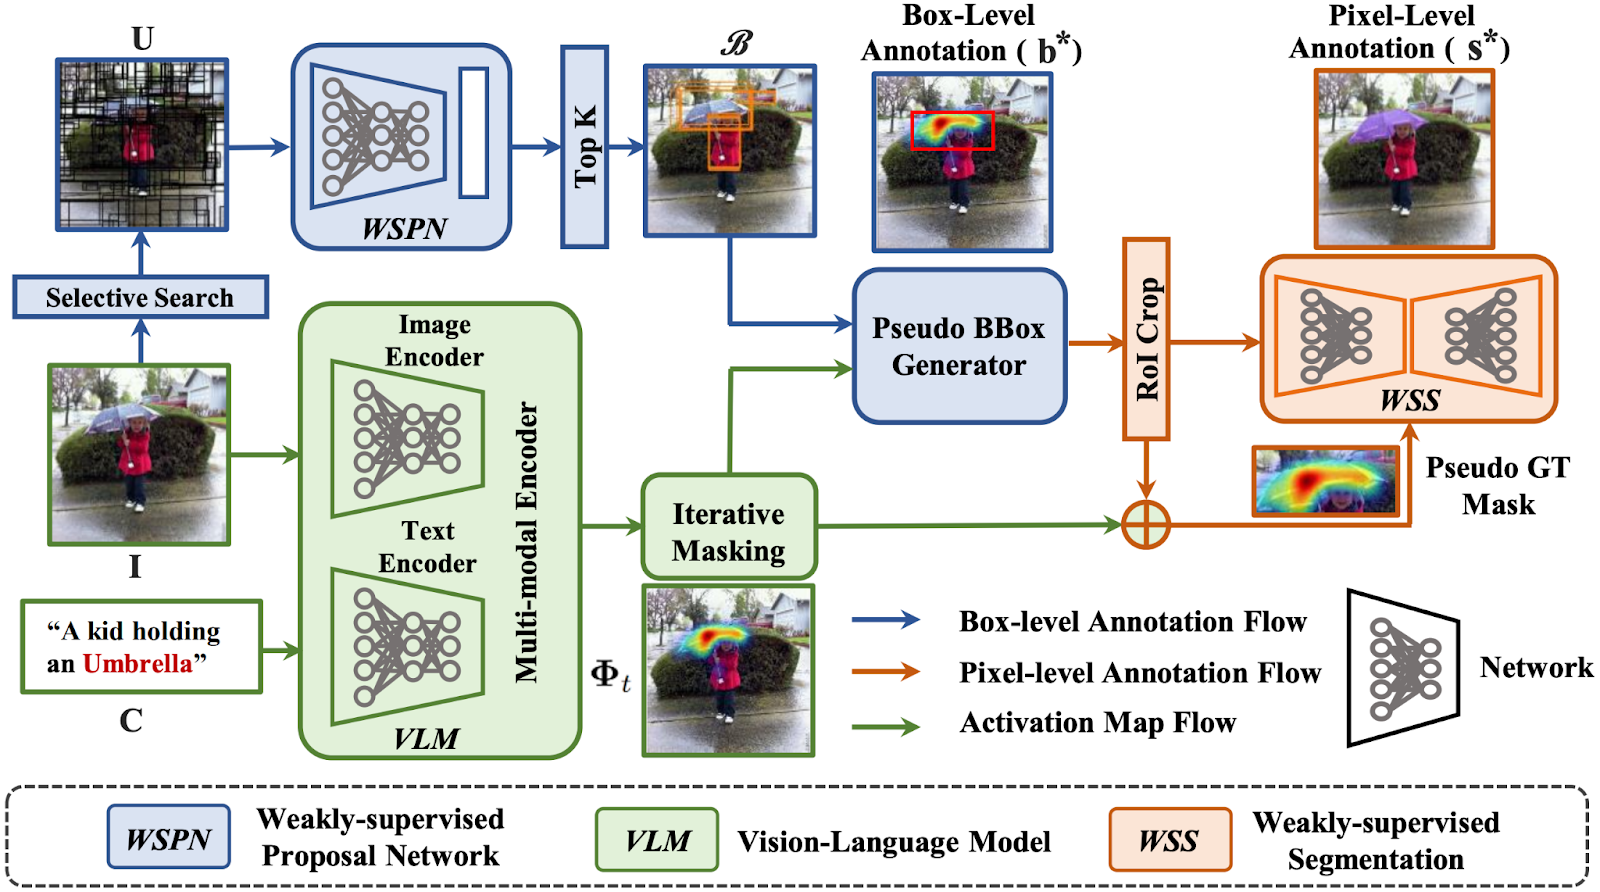 U
WSPN
Top K
ℬ
Box-Level
Annotation ( b*)
Pixel-Level
Annotation ( s*)
Selective Search
Image
Encoder
Text
Encoder
Multi-modal Encoder
VLM
I
“A kid holding
an Umbrella”
C
Pseudo BBox
Generator
RoI Crop
WSS
Iterative
Masking
Φt
Pseudo GT
Mask
Box-level Annotation Flow
Pixel-level Annotation Flow
Activation Map Flow
Network
WSPN
Weakly-supervised
Proposal Network
VLM
Vision-Language Model
WSS
Weakly-supervised
Segmentation